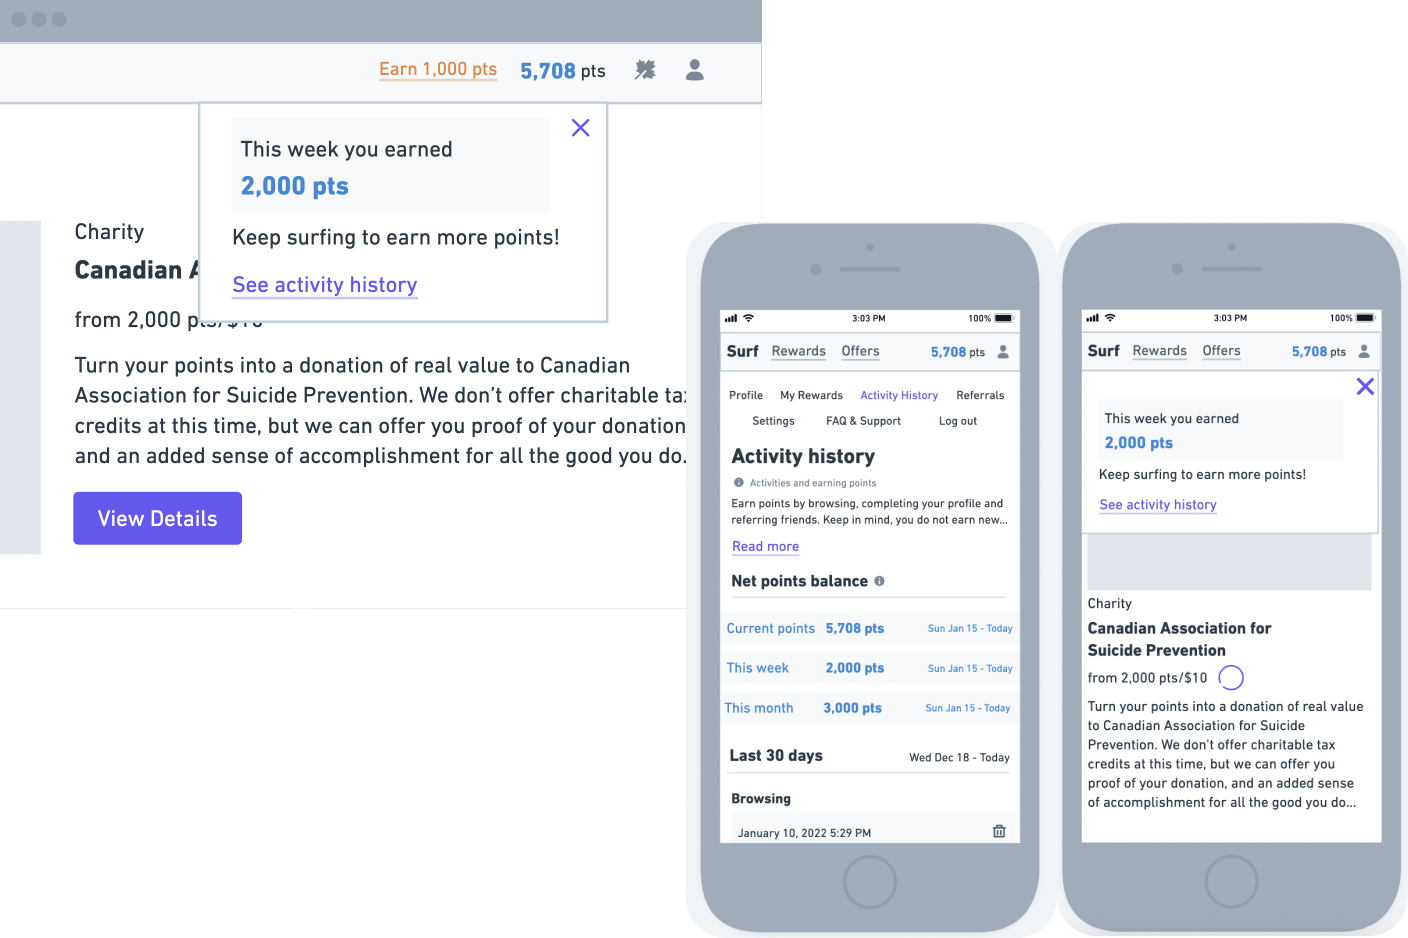 Earn 1,000 pts
5,708 pts
This week you earned
2,000 pts
Keep surfing to earn more points!
See activity history
Charity
Canadian
from 2,000
Turn your points into a donation of real value to Canadian
Association for Suicide Prevention. We don't offer charitable tax
credits at this time, but we can offer you proof of your donation
and an added sense of accomplishment for all the good you do.
View Details
3:03 PM
100%
Surf Rewards Offers 5,708 pts
Profile My Rewards Activity History Referrals
Settings FAQ & Support Log out
Activity history
Activities and earning points
Earn points by browsing, completing your profile and
referring friends. Keep in mind, you do not earn new...
Read more
Net points balance
Current points 5,708 pts Sun Jan 15 - Today
This week 2,000 pts Sun Jan 15 - Today
This month 3,000 pts Sun Jan 15 - Today
Last 30 days Wed Dec 18 - Today
Browsing
January 10, 2022 5:29 PM
3:03 PM
100%
Surf Rewards Offers 5,708 pts
This week you earned
2,000 pts
Keep surfing to earn more points!
See activity history
Charity
Canadian Association for
Suicide Prevention
from 2,000 pts/$10
Turn your points into a donation of real value
to Canadian Association for Suicide
Prevention. We don't offer charitable tax
credits at this time, but we can offer you
proof of your donation, and an added sense
of accomplishment for all the good you do...